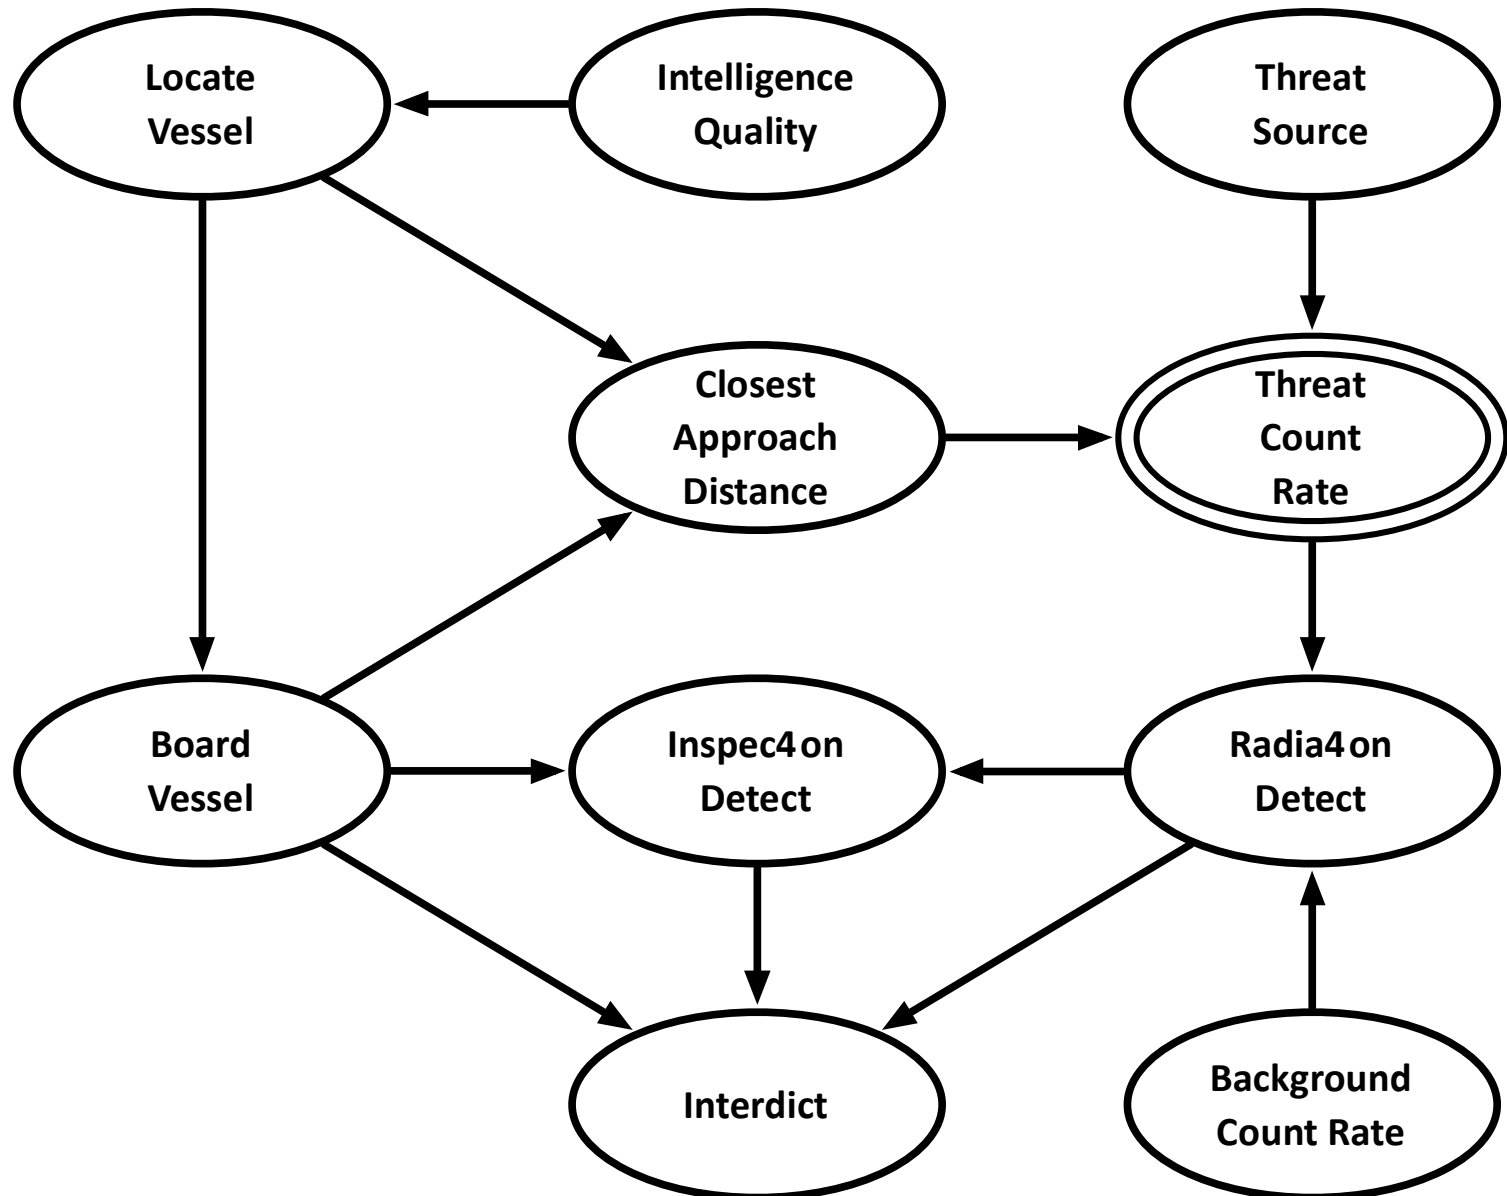 Locate
Vessel
Intelligence
Quality
Threat
Source
Closest
Approach
Distance
Threat
Count
Rate
Board
Vessel
Inspec4on
Detect
Radia4on
Detect
Interdict
Background
Count Rate